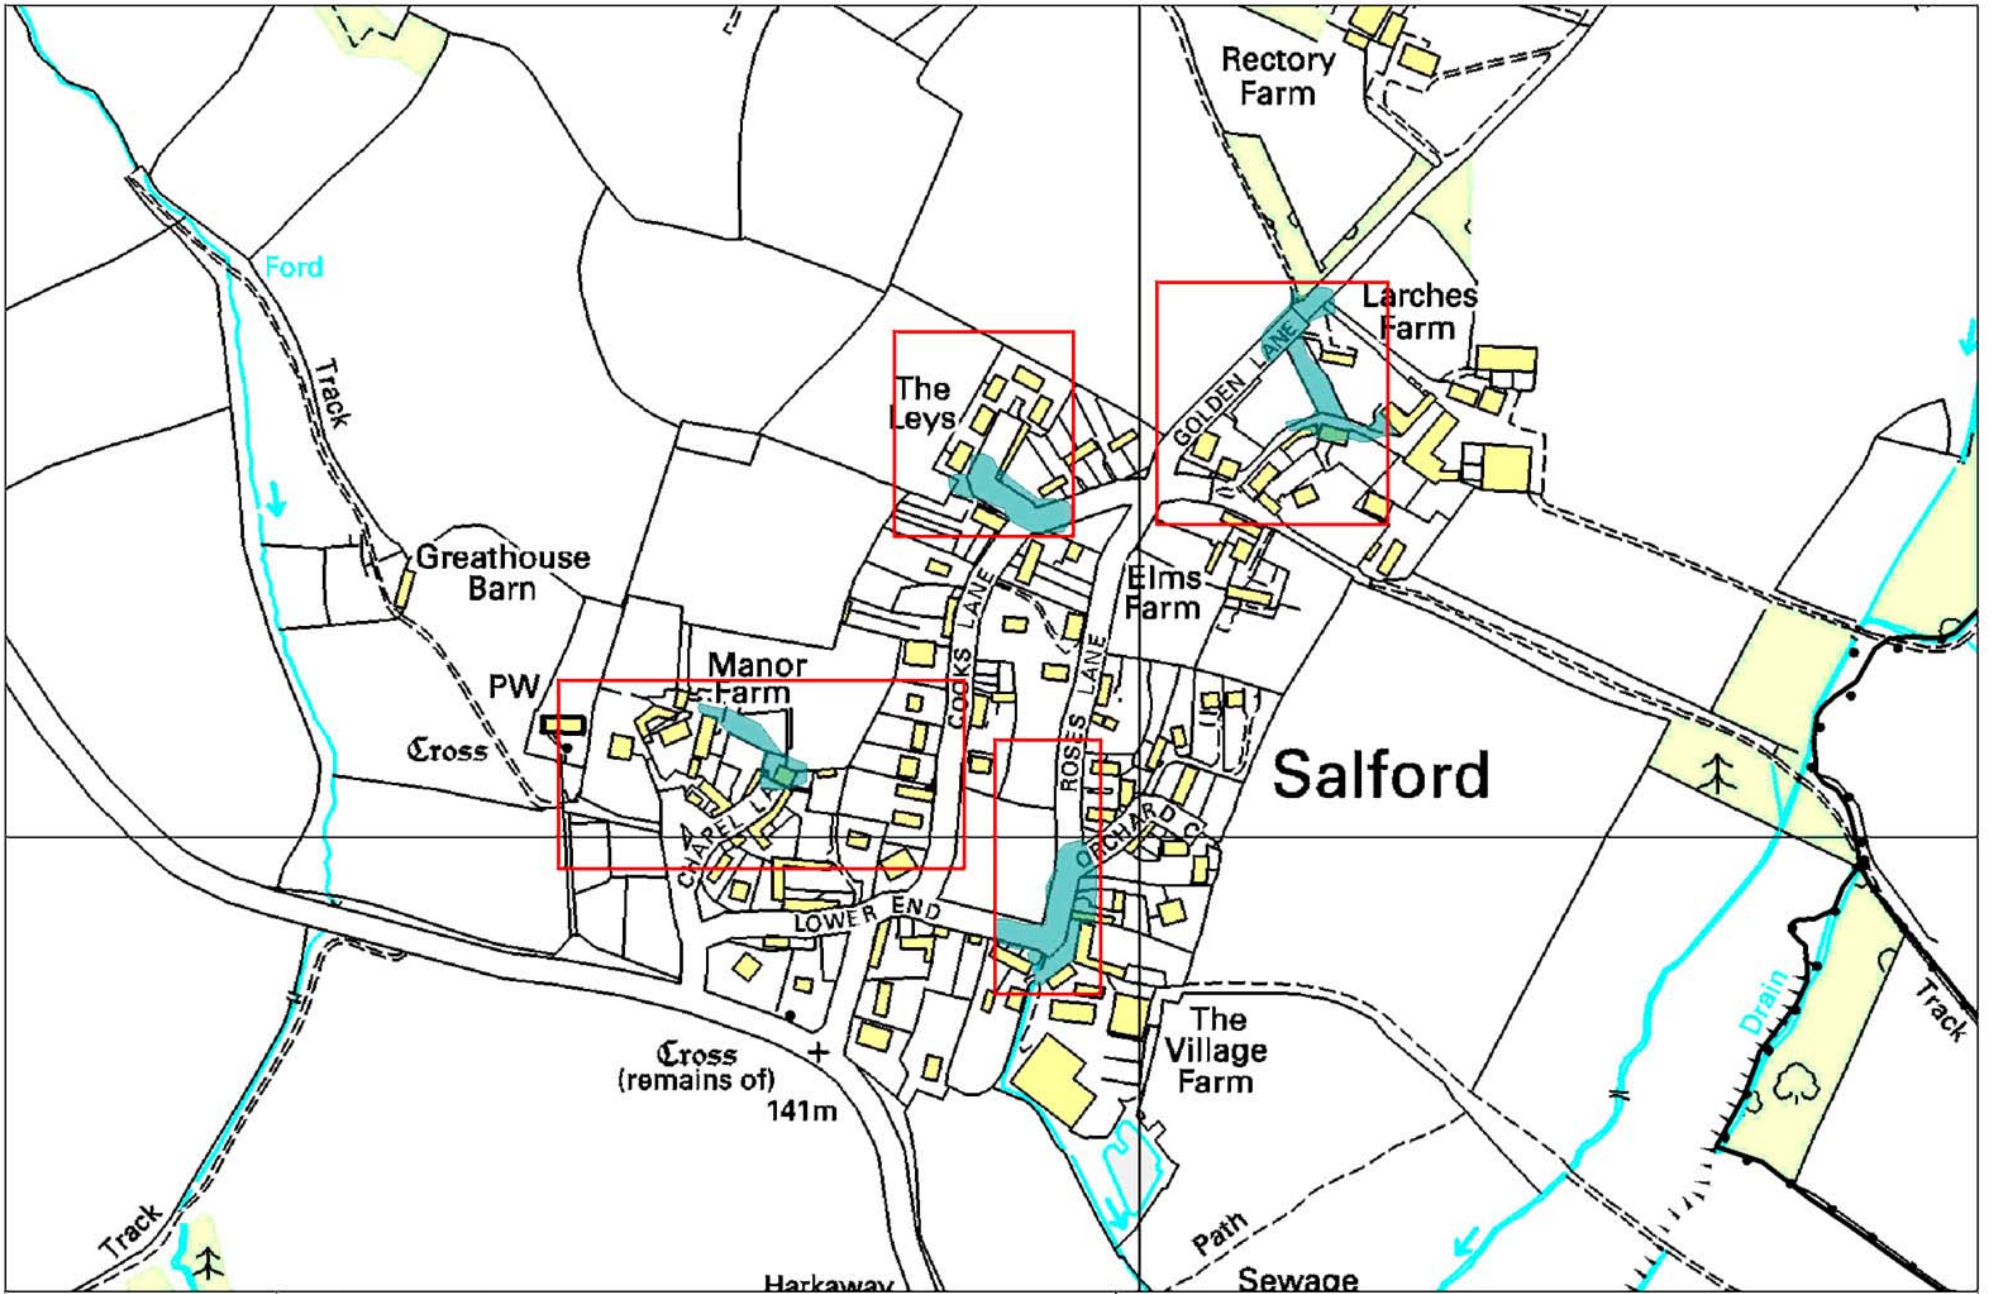 Rectory
Farm
Ford
Larches
Farm
Track
The
Leys
GOLDEN LANE
Greathouse
Barn
Elms
Farm
COOKS LANE
ROSES LANE
Manor
Farm
PW
Cross
Salford
ORCHARD C
CHAPEL LA
LOWER END
Drain
Track
The
Village
Farm
Cross
(remains of)
141m
Track
Path
Harkaway
Sewage